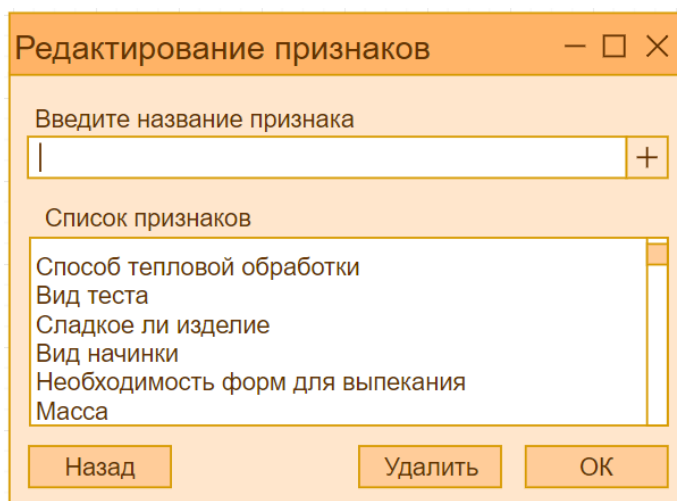 Редактирование признаков
Введите название признака
+
Список признаков
Способ тепловой обработки
Вид теста
Сладкое ли изделие
Вид начинки
Необходимость форм для выпекания
Масса
Назад
Удалить
ОК